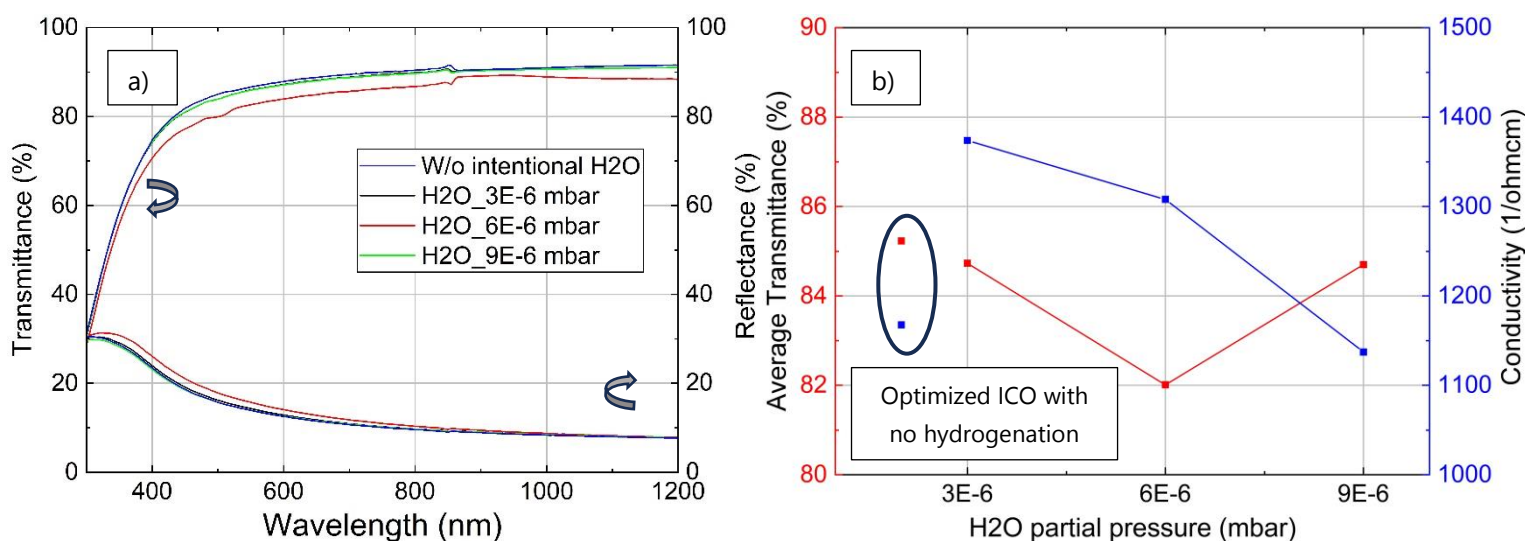 a)
Transmittance (%)
100
80
60
40
20
0
W/o intentional H2O
H2O_3E-6 mbar
H2O_6E-6 mbar
H2O_9E-6 mbar
100
80
60
40
20
0
Reflectance (%)
400
600
800
1000
1200
Wavelength (nm)
b)
Average Transmittance (%)
90
88
86
84
82
80
Optimized ICO with
no hydrogenation
1500
1400
1300
1200
1100
1000
Conductivity (1/ohmcm)
3E-6
6E-6
9E-6
H2O partial pressure (mbar)